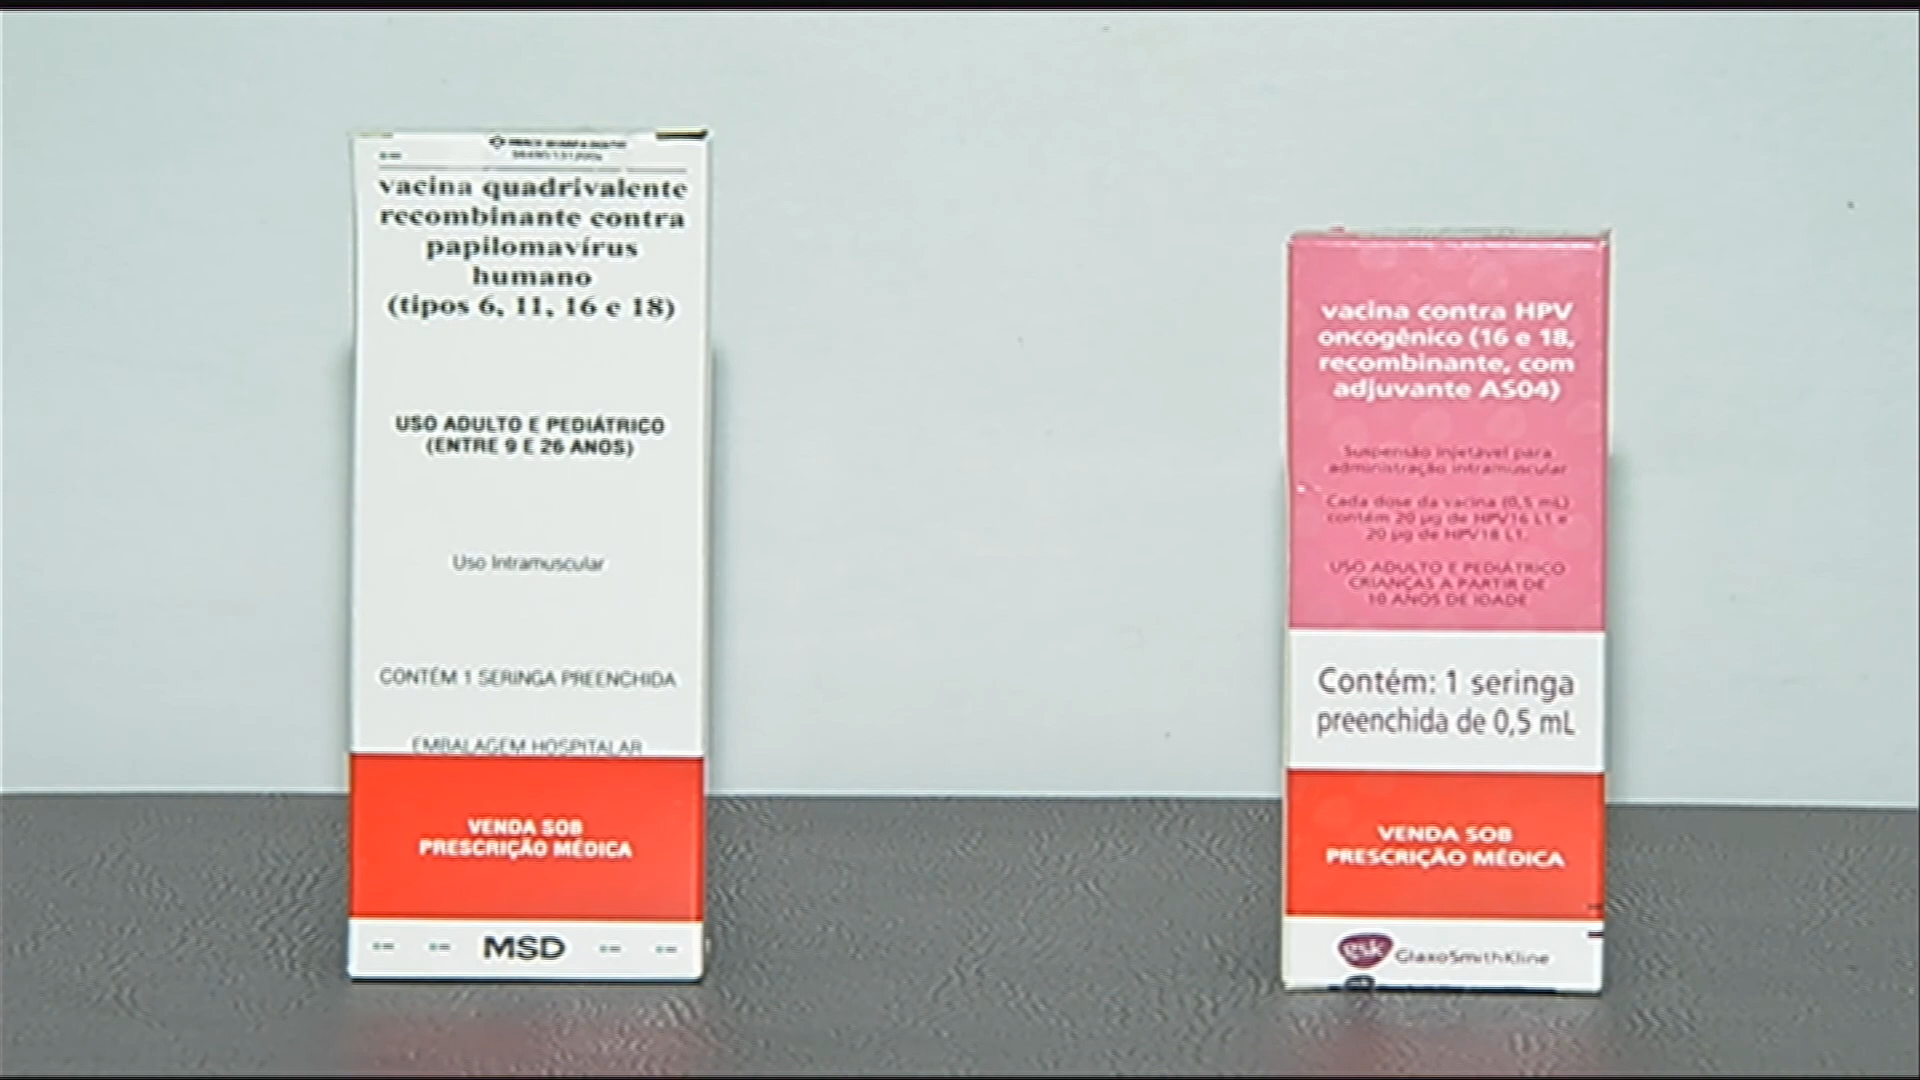 vacina quadrivalente
recombinante contra
papilomavírus
humano
(tipos 6, 11, 16 e 18)
USO ADULTO E PEDIÁTRICO
(ENTRE 9 E 26 ANOS)
Uso Intramuscular
CONTÉM 1 SERINGA PREENCHIDA
EMBALAGEM HOSPITALAR
VENDA SOB
PRESCRIÇÃO MÉDICA
MSD
vacina contra HPV
oncogênico (16 e 18,
recombinante, com
adjuvante AS04)
Suspensão injetável para
administração intramuscular
Cada dose da vacina (0,5 mL)
contém 20 µg de HPV16 L1 e
20 µg de HPV18 L1.
USO ADULTO E PEDIÁTRICO
CRIANÇAS A PARTIR DE
10 ANOS DE IDADE
Contém: 1 seringa
preenchida de 0,5 mL
VENDA SOB
PRESCRIÇÃO MÉDICA
gsk GlaxoSmithKline